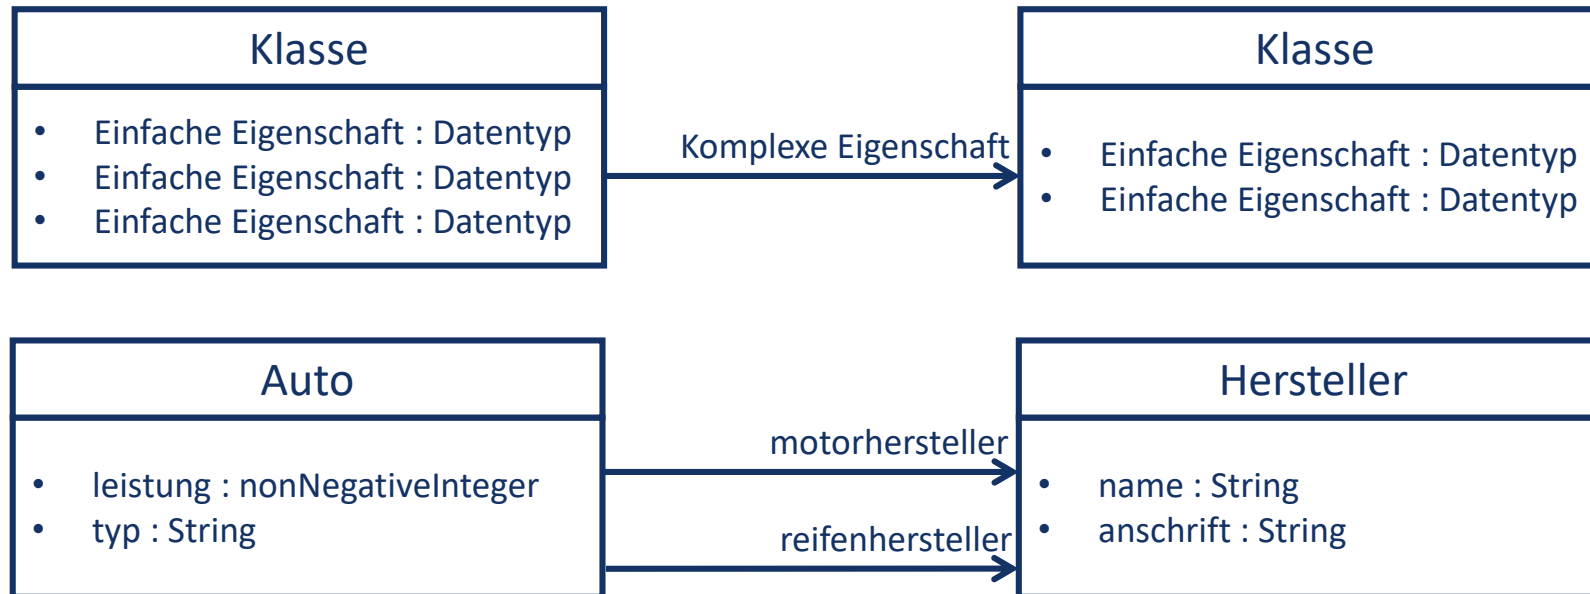 Klasse
• Einfache Eigenschaft : Datentyp
• Einfache Eigenschaft : Datentyp
• Einfache Eigenschaft : Datentyp
Komplexe Eigenschaft
Klasse
• Einfache Eigenschaft : Datentyp
• Einfache Eigenschaft : Datentyp
Auto
• leistung : nonNegativeInteger
• typ : String
motorhersteller
reifenhersteller
Hersteller
• name : String
• anschrift : String